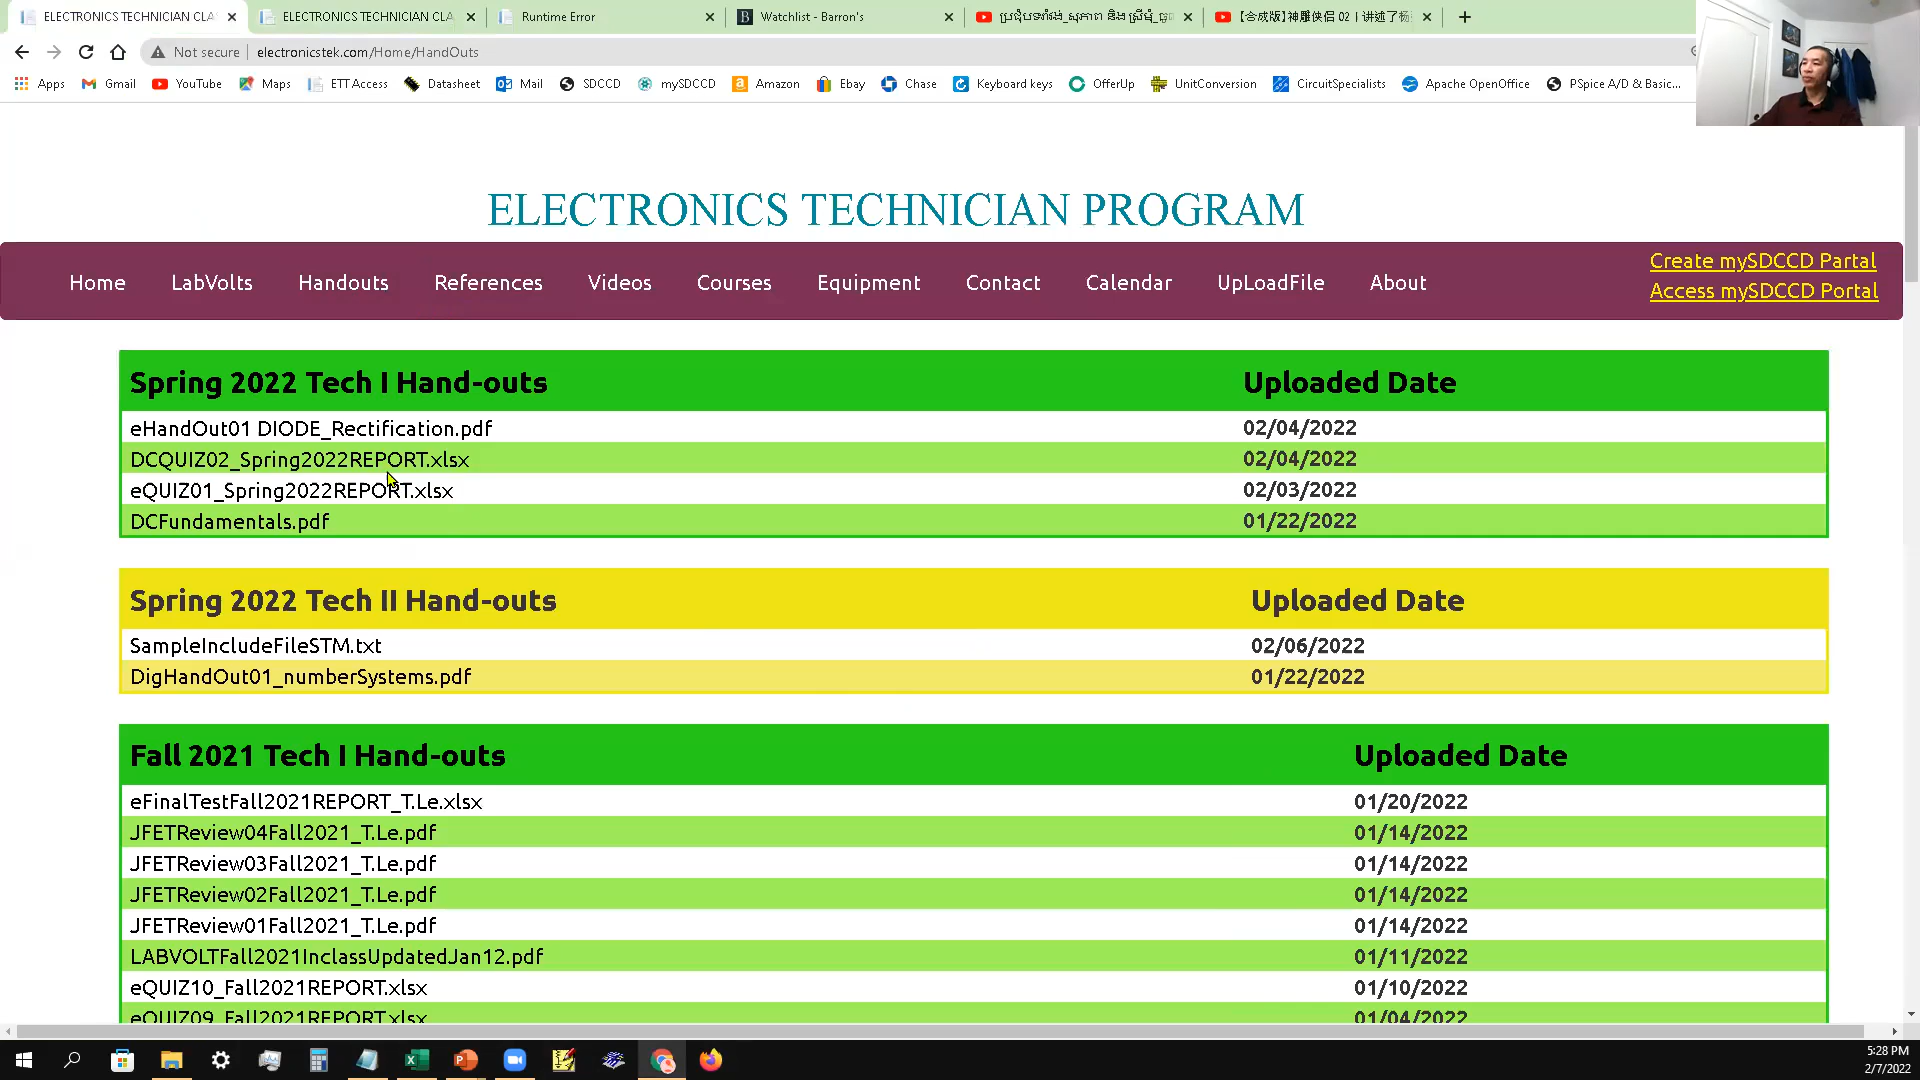 ELECTRONICS TECHNICIAN CLA
ELECTRONICS TECHNICIAN CLA
Runtime Error
Watchlist - Barron's
Not secure
electronicstek.com/Home/HandOuts
Apps
Gmail
YouTube
Maps
ETT Access
Datasheet
Mail
SDCCD
mySDCCD
Amazon
Ebay
Chase
Keyboard keys
OfferUp
UnitConversion
CircuitSpecialists
Apache OpenOffice
PSpice A/D & Basic...
ELECTRONICS TECHNICIAN PROGRAM
Home
LabVolts
Handouts
References
Videos
Courses
Equipment
Contact
Calendar
UpLoadFile
About
Create mySDCCD Partal
Access mySDCCD Portal
Spring 2022 Tech I Hand-outs Uploaded Date
eHandOut01 DIODE_Rectification.pdf 02/04/2022
DCQUIZ02_Spring2022REPORT.xlsx 02/04/2022
eQUIZ01_Spring2022REPORT.xlsx 02/03/2022
DCFundamentals.pdf 01/22/2022
Spring 2022 Tech II Hand-outs Uploaded Date
SampleIncludeFileSTM.txt 02/06/2022
DigHandOut01_numberSystems.pdf 01/22/2022
Fall 2021 Tech I Hand-outs Uploaded Date
eFinalTestFall2021REPORT_T.Le.xlsx 01/20/2022
JFETReview04Fall2021_T.Le.pdf 01/14/2022
JFETReview03Fall2021_T.Le.pdf 01/14/2022
JFETReview02Fall2021_T.Le.pdf 01/14/2022
JFETReview01Fall2021_T.Le.pdf 01/14/2022
LABVOLTFall2021InclassUpdatedJan12.pdf 01/11/2022
eQUIZ10_Fall2021REPORT.xlsx 01/10/2022
eQUIZ09_Fall2021REPORT.xlsx 01/04/2022
5:28 PM
2/7/2022